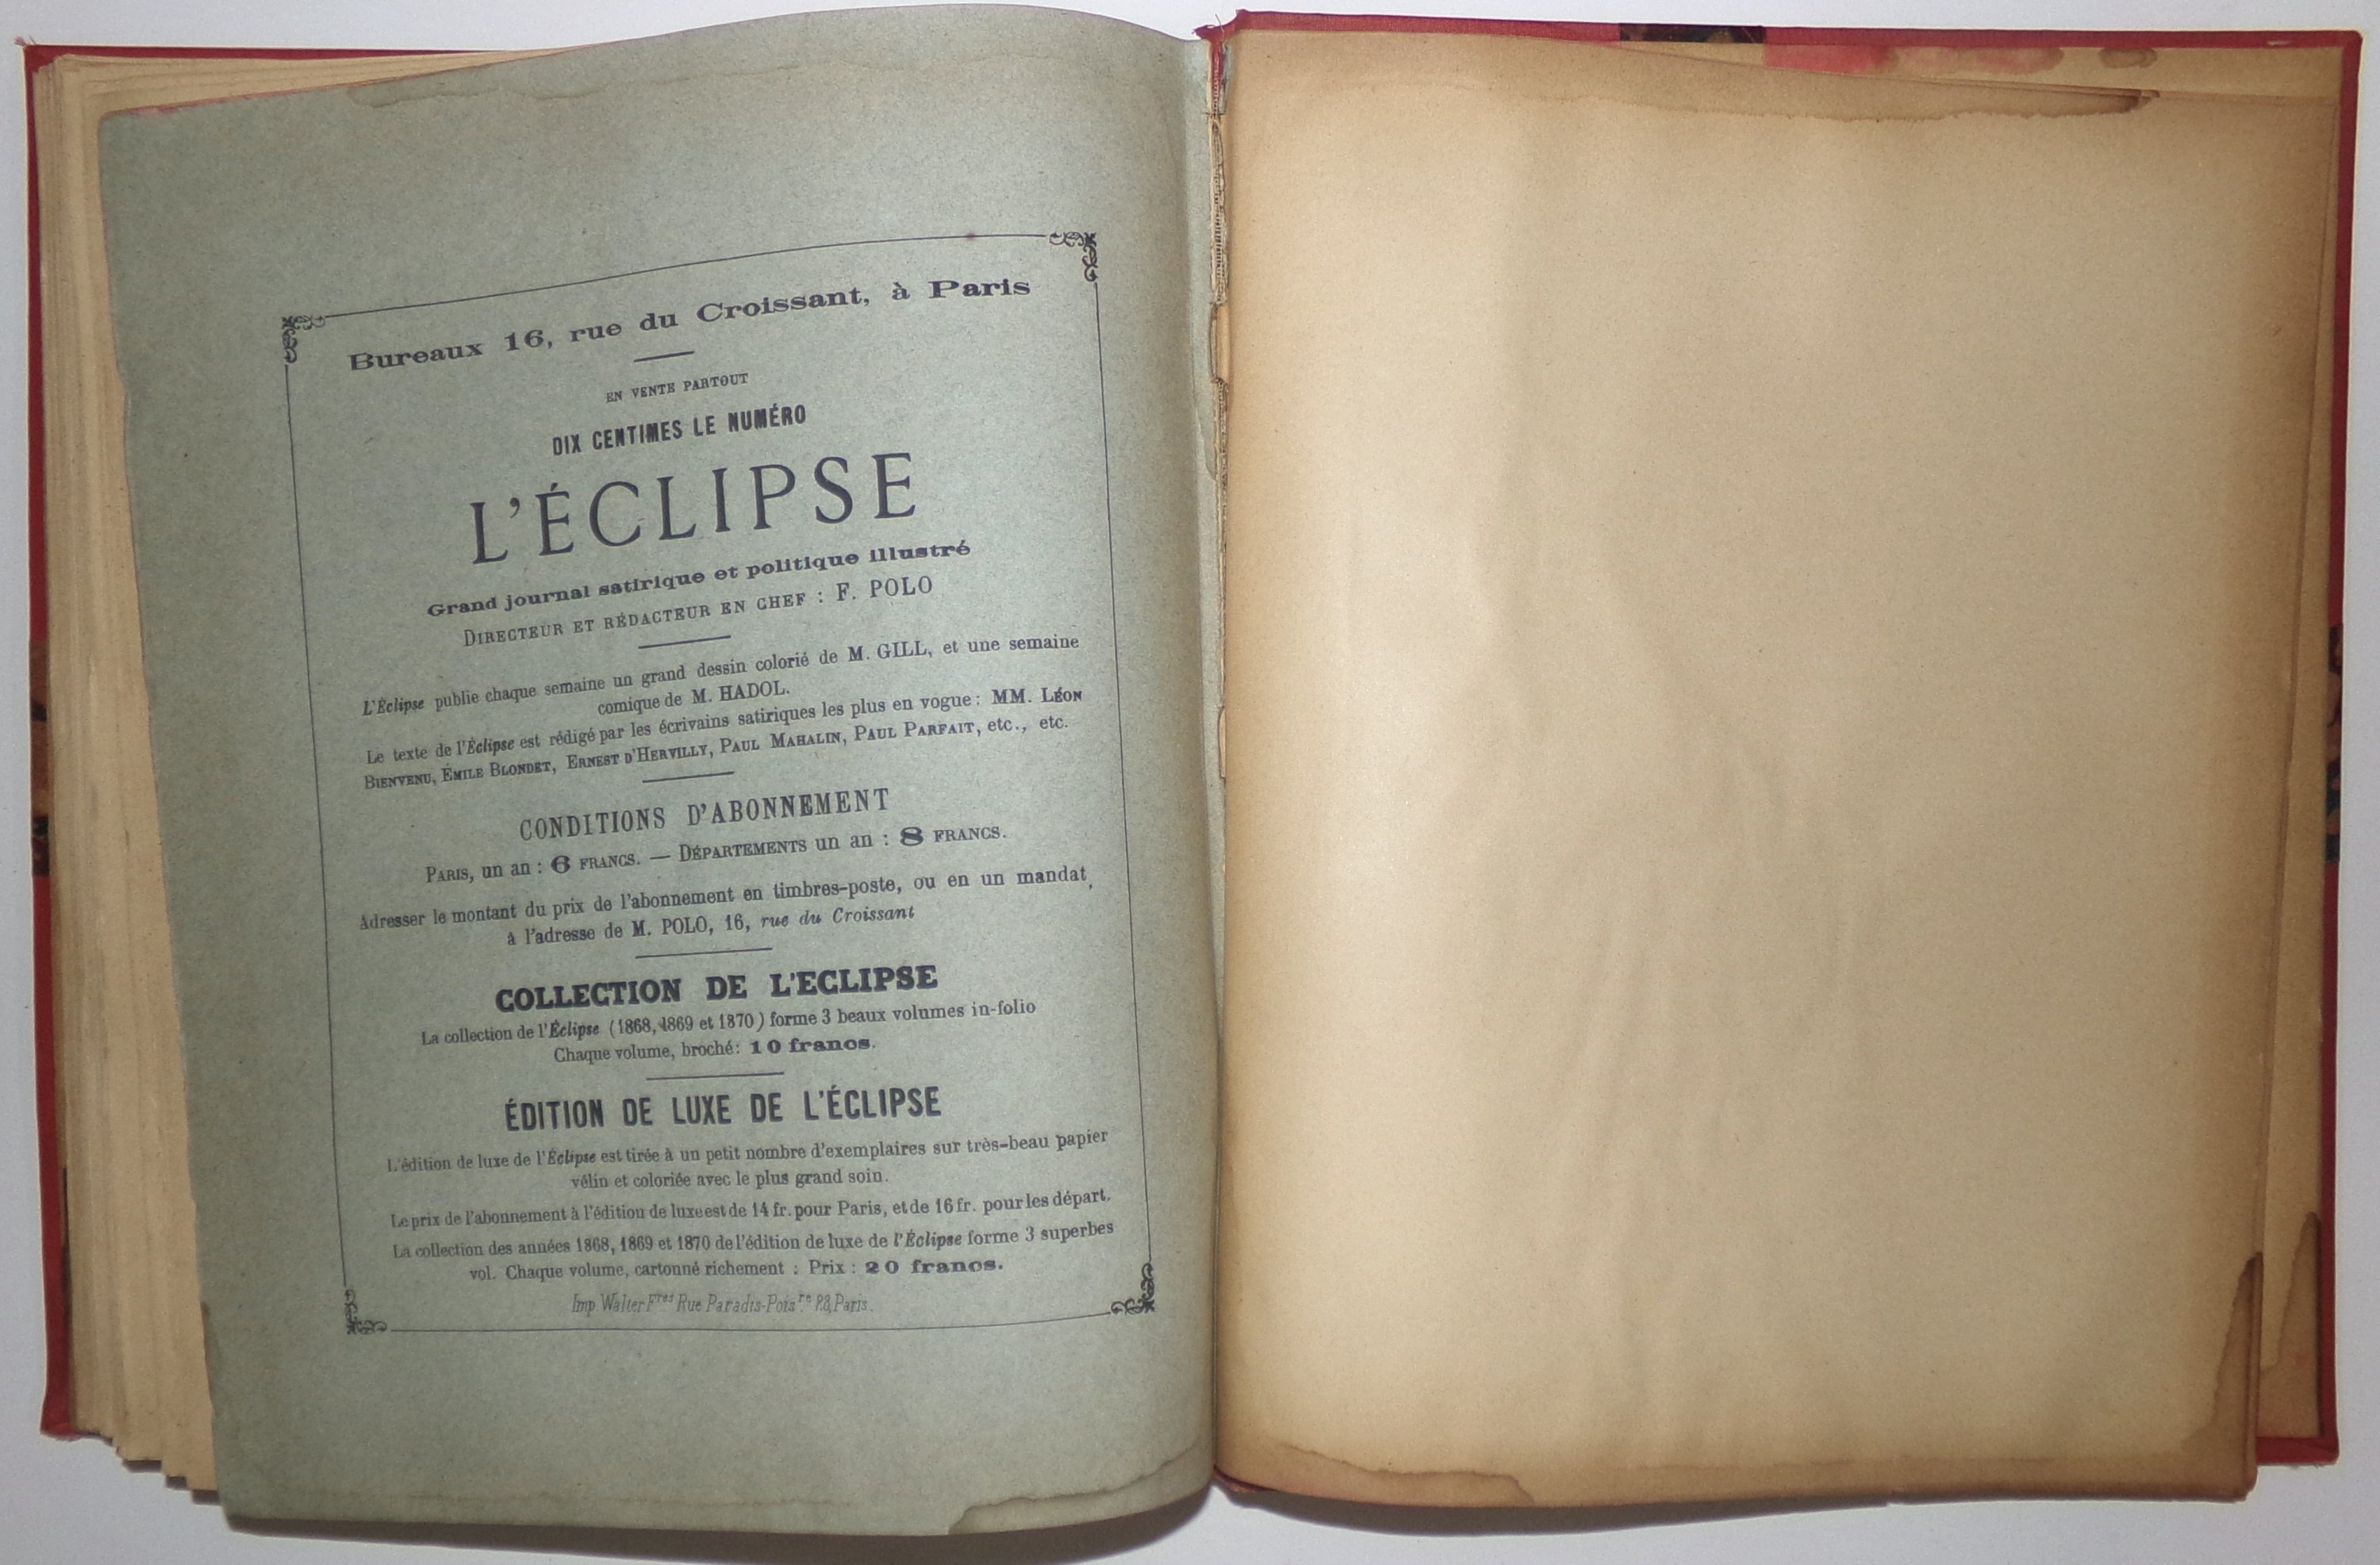 Bureaux 16, rue du Croissant, à Paris
EN VENTE PARTOUT
DIX CENTIMES LE NUMÉRO
L'ÉCLIPSE
Grand journal satirique et politique illustré
DIRECTEUR ET RÉDACTEUR EN CHEF : F. POLO
L'Éclipse publie chaque semaine un grand dessin colorié de M. GILL, et une semaine
comique de M. HADOL.
Le texte de l'Éclipse est rédigé par les écrivains satiriques les plus en vogue : MM. LÉON
BIENVENU, ÉMILE BLONDET, ERNEST D'HERVILLY, PAUL MAHALIN, PAUL PARFAIT, etc., etc.
CONDITIONS D'ABONNEMENT
PARIS, un an : 6 FRANCS. — DÉPARTEMENTS un an : 8 FRANCS.
Adresser le montant du prix de l'abonnement en timbres-poste, ou en un mandat,
à l'adresse de M. POLO, 16, rue du Croissant
COLLECTION DE L'ECLIPSE
La collection de l'Éclipse (1868, 1869 et 1870) forme 3 beaux volumes in-folio
Chaque volume, broché: 10 francs.
ÉDITION DE LUXE DE L'ÉCLIPSE
L'édition de luxe de l'Éclipse est tirée à un petit nombre d'exemplaires sur très-beau papier
vélin et coloriée avec le plus grand soin.
Le prix de l'abonnement à l'édition de luxe est de 14 fr. pour Paris, et de 16 fr. pour les départ.
La collection des années 1868, 1869 et 1870 de l'édition de luxe de l'Éclipse forme 3 superbes
vol. Chaque volume, cartonné richement : Prix : 20 francs.
Imp. Walter Fres Rue Paradis-Poisre Paris.